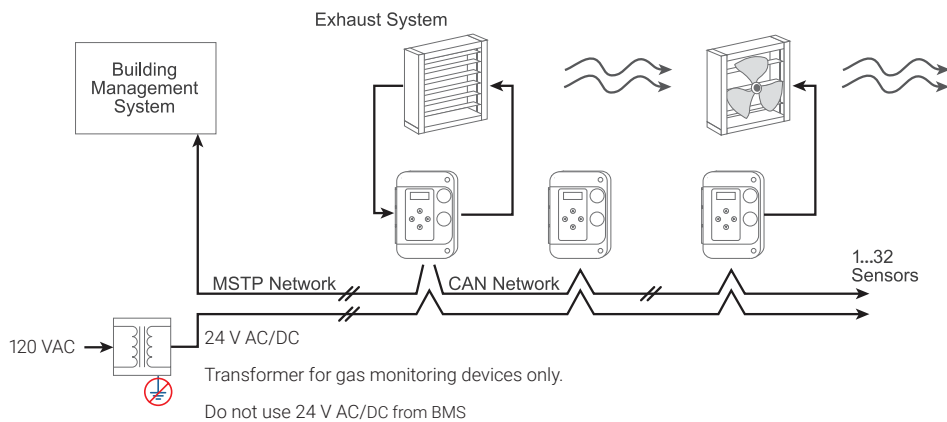 Exhaust System
Building
Management
System
1...32
Sensors
MSTP Network
CAN Network
120 VAC
24 V AC/DC
Transformer for gas monitoring devices only.
Do not use 24 V AC/DC from BMS